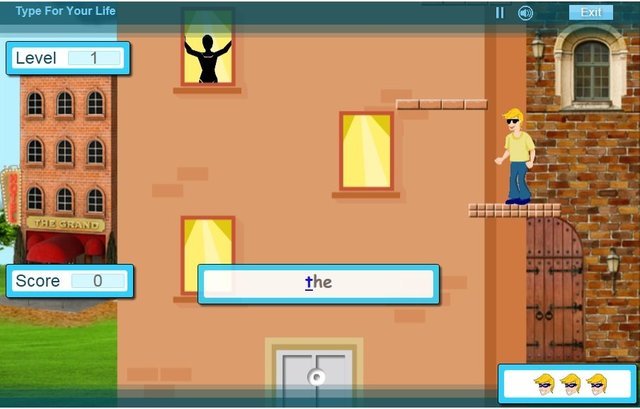 Type For Your Life
Exit
Level 1
THE GRAND
Score 0
the